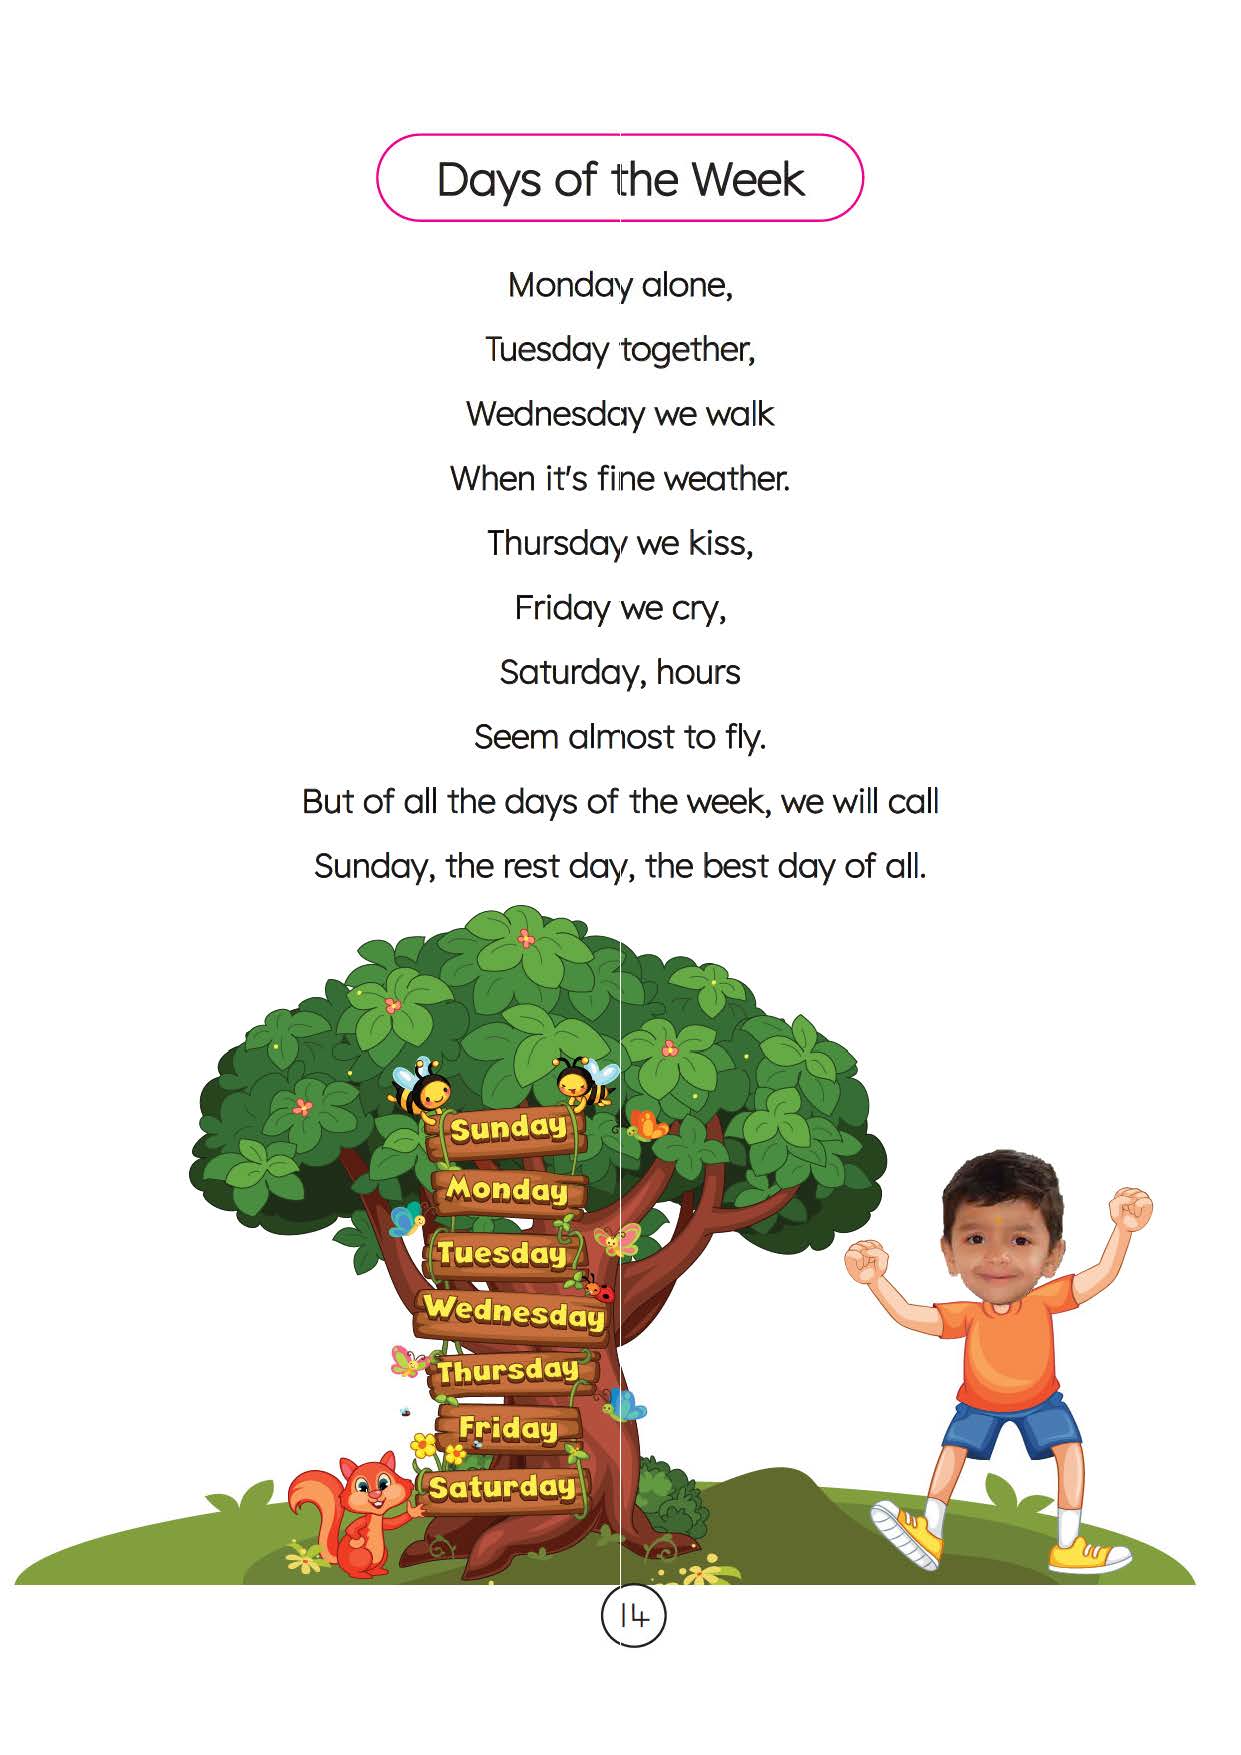 Days of the Week
Monday alone,
Tuesday together,
Wednesday we walk
When it's fine weather.
Thursday we kiss,
Friday we cry,
Saturday, hours
Seem almost to fly.
But of all the days of the week, we will call
Sunday, the rest day, the best day of all.
Sunday
Monday
Tuesday
Wednesday
Thursday
Friday
Saturday
14